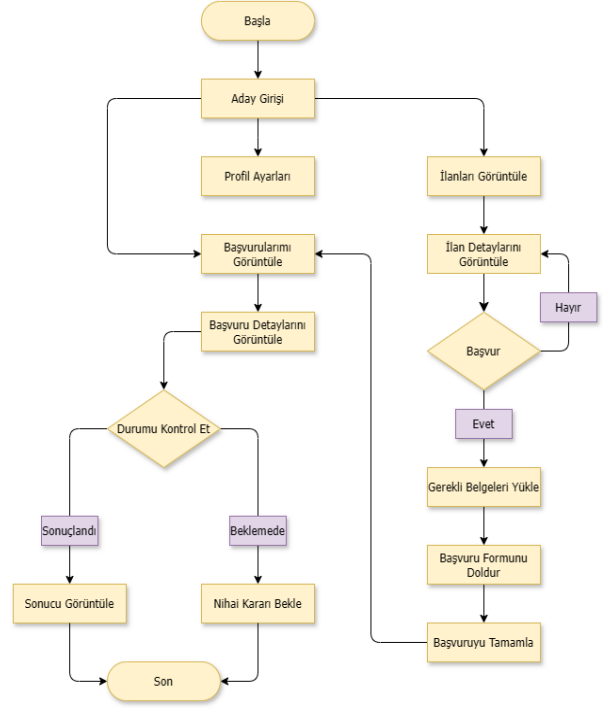 Başla
Aday Girişi
Profil Ayarları
İlanları Görüntüle
Başvurularımı
Görüntüle
İlan Detaylarını
Görüntüle
Hayır
Başvuru Detaylarını
Görüntüle
Başvur
Durumu Kontrol Et
Evet
Gerekli Belgeleri Yükle
Sonuçlandı
Beklemede
Başvuru Formunu
Doldur
Sonucu Görüntüle
Nihai Kararı Bekle
Başvuruyu Tamamla
Son